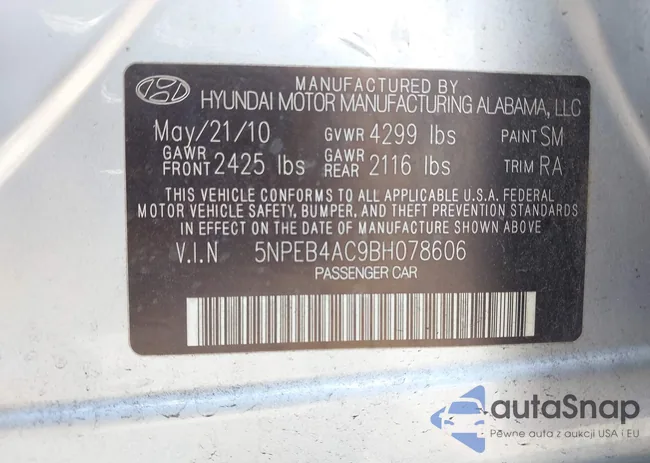 MANUFACTURED BY
HYUNDAI MOTOR MANUFACTURING ALABAMA, LLC
May/21/10 GVWR 4299 lbs PAINT SM
GAWR FRONT 2425 lbs GAWR REAR 2116 lbs TRIM RA
THIS VEHICLE CONFORMS TO ALL APPLICABLE U.S.A. FEDERAL
MOTOR VEHICLE SAFETY, BUMPER, AND THEFT PREVENTION STANDARDS
IN EFFECT ON THE DATE OF MANUFACTURE SHOWN ABOVE
V.I.N 5NPEB4AC9BH078606
PASSENGER CAR
autaSnap
Pewne auta z aukcji USA i EU